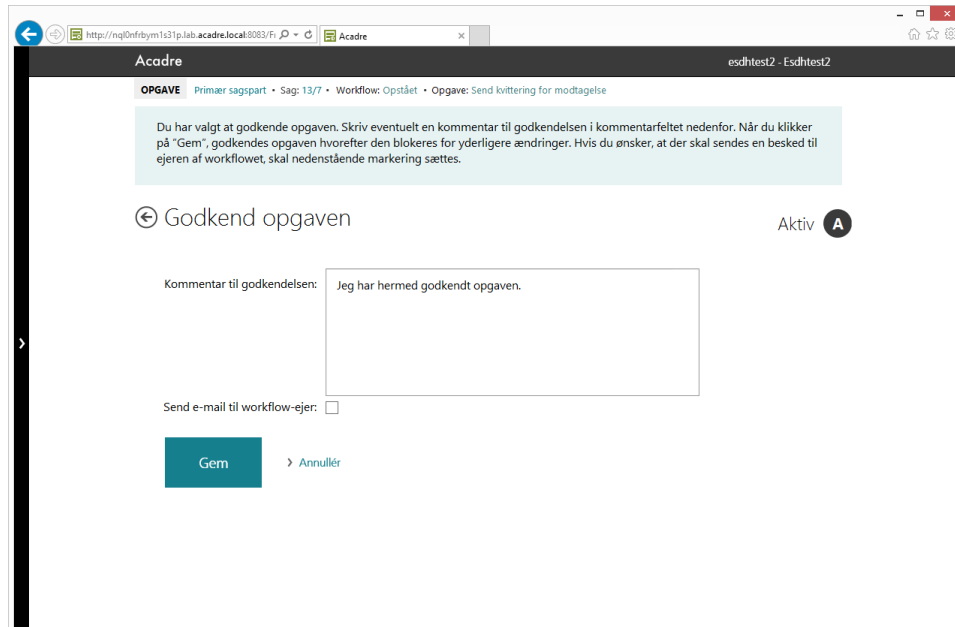 http://nql0nfrbym1s31p.lab.acadre.local:8083/Fr
Acadre
Acadre
esdhtest2 - Esdhtest2
OPGAVE Primær sagspart • Sag: 13/7 • Workflow: Opstået • Opgave: Send kvittering for modtagelse
Du har valgt at godkende opgaven. Skriv eventuelt en kommentar til godkendelsen i kommentarfeltet nedenfor. Når du klikker
på "Gem", godkendes opgaven hvorefter den blokeres for yderligere ændringer. Hvis du ønsker, at der skal sendes en besked til
ejeren af workflowet, skal nedenstående markering sættes.
Godkend opgaven
Aktiv A
Kommentar til godkendelsen:
Jeg har hermed godkendt opgaven.
Send e-mail til workflow-ejer:
Gem
Annullér